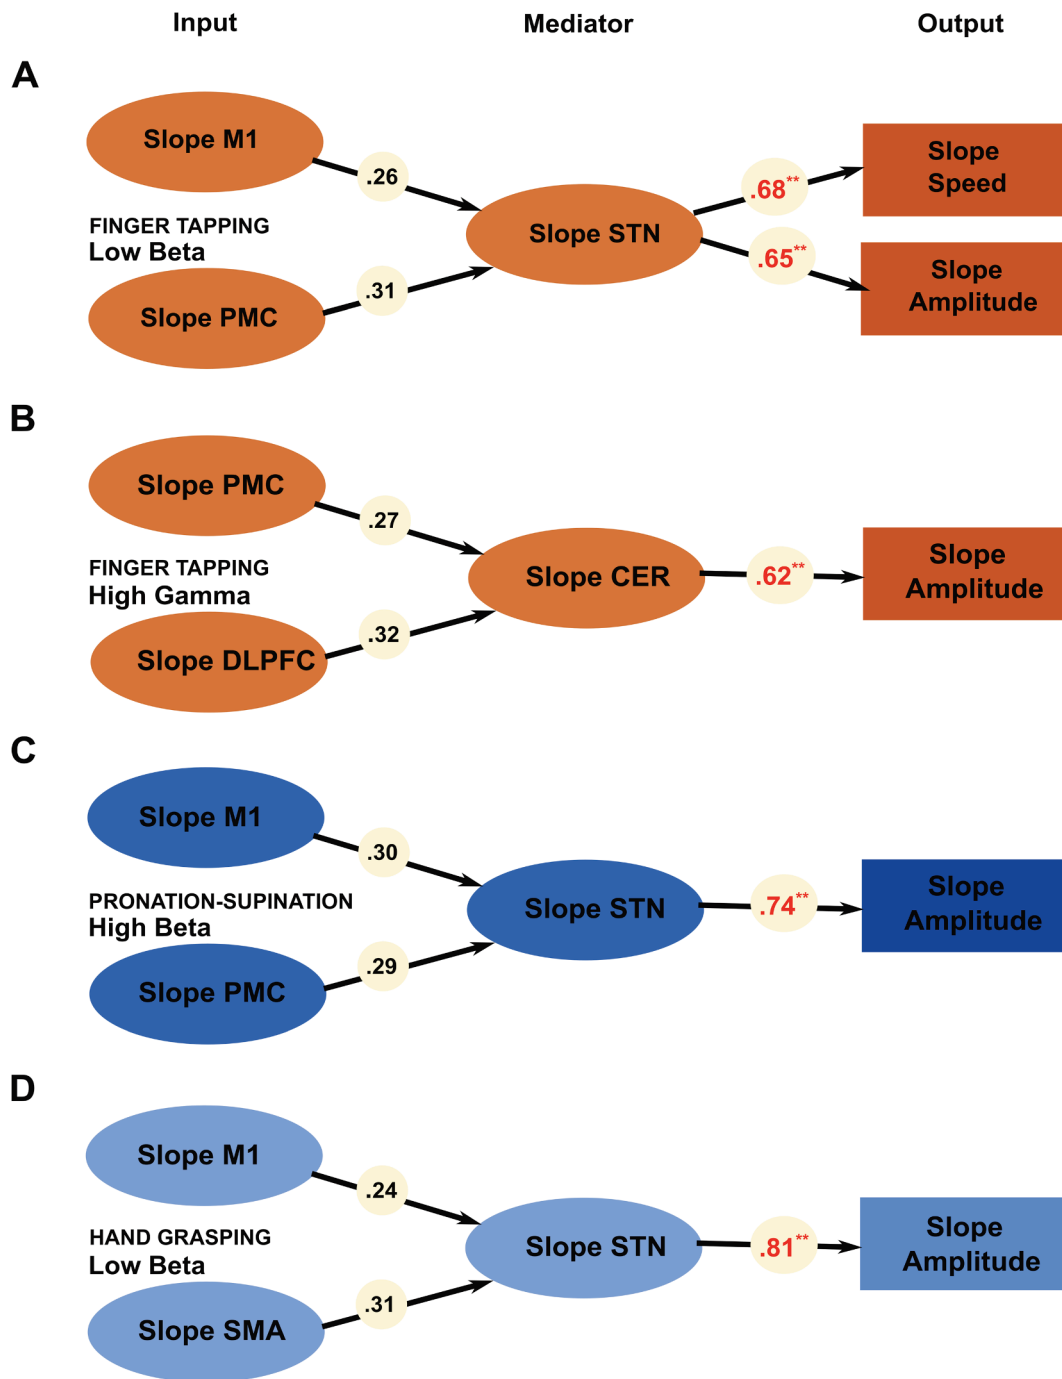 Input Mediator Output
A
Slope M1
.26
Slope
Speed
.68**
Slope STN
FINGER TAPPING
Low Beta
.65**
Slope
Amplitude
.31
Slope PMC
B
Slope PMC
.27
FINGER TAPPING
High Gamma
Slope CER
.62**
Slope
Amplitude
.32
Slope DLPFC
C
Slope M1
.30
PRONATION-SUPINATION
High Beta
Slope STN
.74**
Slope
Amplitude
.29
Slope PMC
D
Slope M1
.24
HAND GRASPING
Low Beta
Slope STN
.81**
Slope
Amplitude
.31
Slope SMA